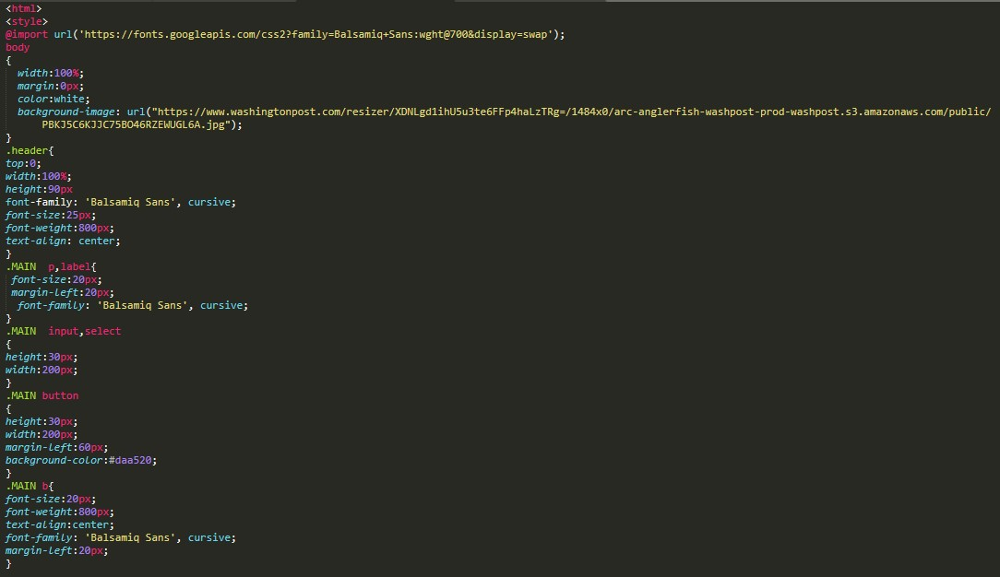 <html>
<style>
@import url('https://fonts.googleapis.com/css2?family=Balsamiq+Sans:wght@700&display=swap');
body
{
  width:100%;
  margin:0px;
  color:white;
  background-image: url("https://www.washingtonpost.com/resizer/XDNLgd1ihU5u3te6FFp4haLzTRg=/1484x0/arc-anglerfish-washpost-prod-washpost.s3.amazonaws.com/public/
      PBKJ5C6KJJC75BO46RZEWUGL6A.jpg");
}
.header{
top:0;
width:100%;
height:90px
font-family: 'Balsamiq Sans', cursive;
font-size:25px;
font-weight:800px;
text-align: center;
}
.MAIN  p,label{
 font-size:20px;
 margin-left:20px;
  font-family: 'Balsamiq Sans', cursive;
}
.MAIN  input,select
{
height:30px;
width:200px;
}
.MAIN button
{
height:30px;
width:200px;
margin-left:60px;
background-color:#daa520;
}
.MAIN b{
font-size:20px;
font-weight:800px;
text-align:center;
font-family: 'Balsamiq Sans', cursive;
margin-left:20px;
}